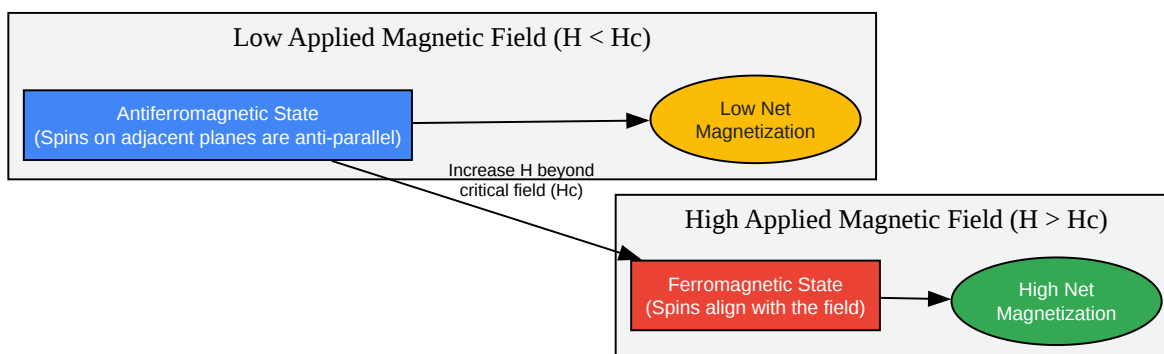 Low Applied Magnetic Field (H < Hc)
Antiferromagnetic State
(Spins on adjacent planes are anti-parallel)
Low Net
Magnetization
Increase H beyond
critical field (Hc)
High Applied Magnetic Field (H > Hc)
Ferromagnetic State
(Spins align with the field)
High Net
Magnetization